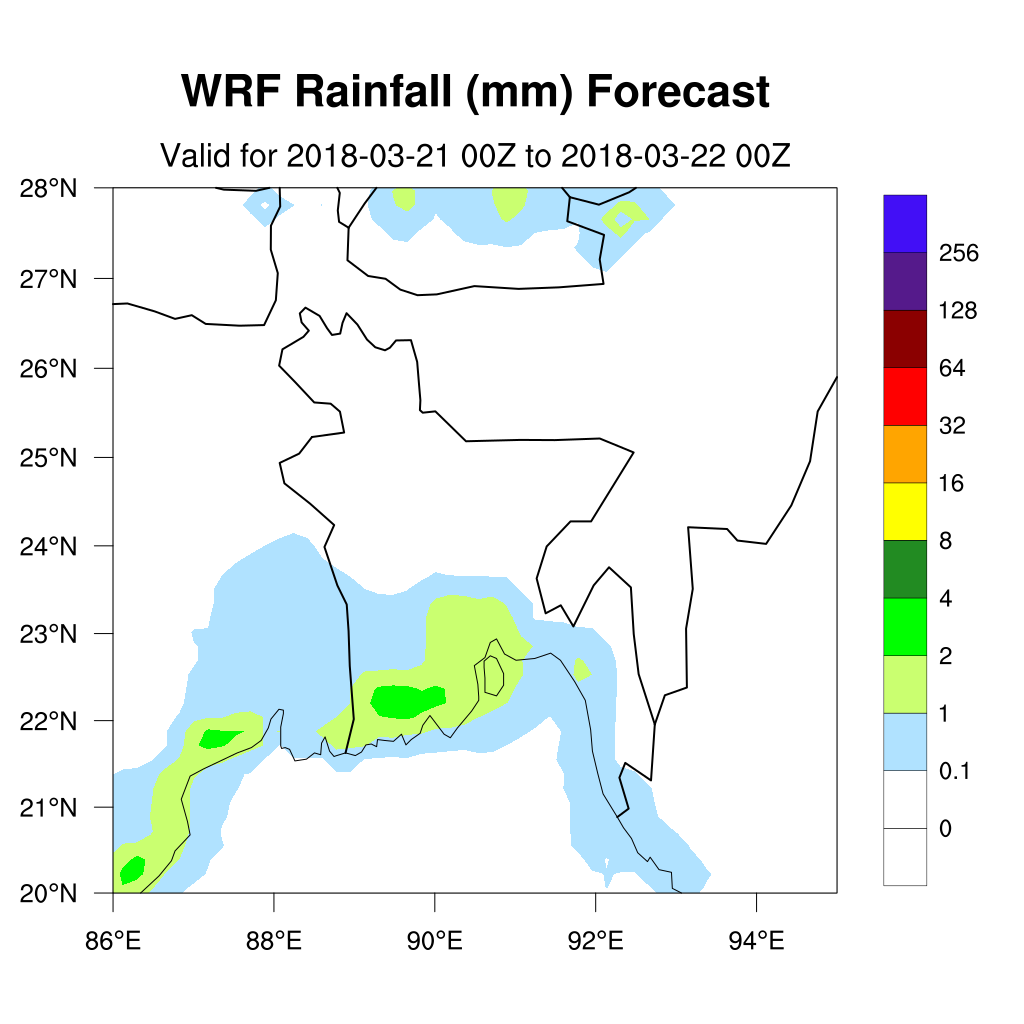 WRF Rainfall (mm) Forecast
Valid for 2018-03-21 00Z to 2018-03-22 00Z
28°N
27°N
26°N
25°N
24°N
23°N
22°N
21°N
20°N
86°E 88°E 90°E 92°E 94°E
256
128
64
32
16
8
4
2
1
0.1
0